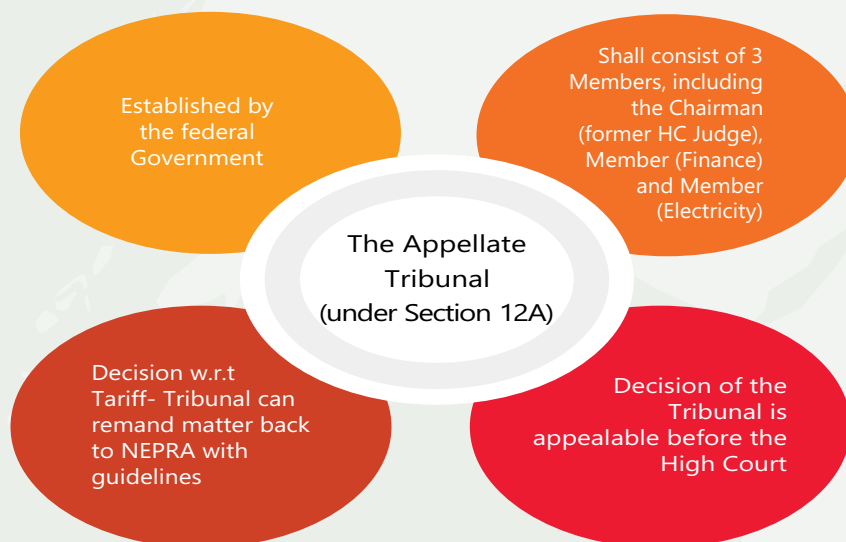 Established by
the federal
Government
Shall consist of 3
Members, including
the Chairman
(former HC Judge),
Member (Finance)
and Member
(Electricity)
The Appellate
Tribunal
(under Section 12A)
Decision w.r.t
Tariff- Tribunal can
remand matter back
to NEPRA with
guidelines
Decision of the
Tribunal is
appealable before the
High Court